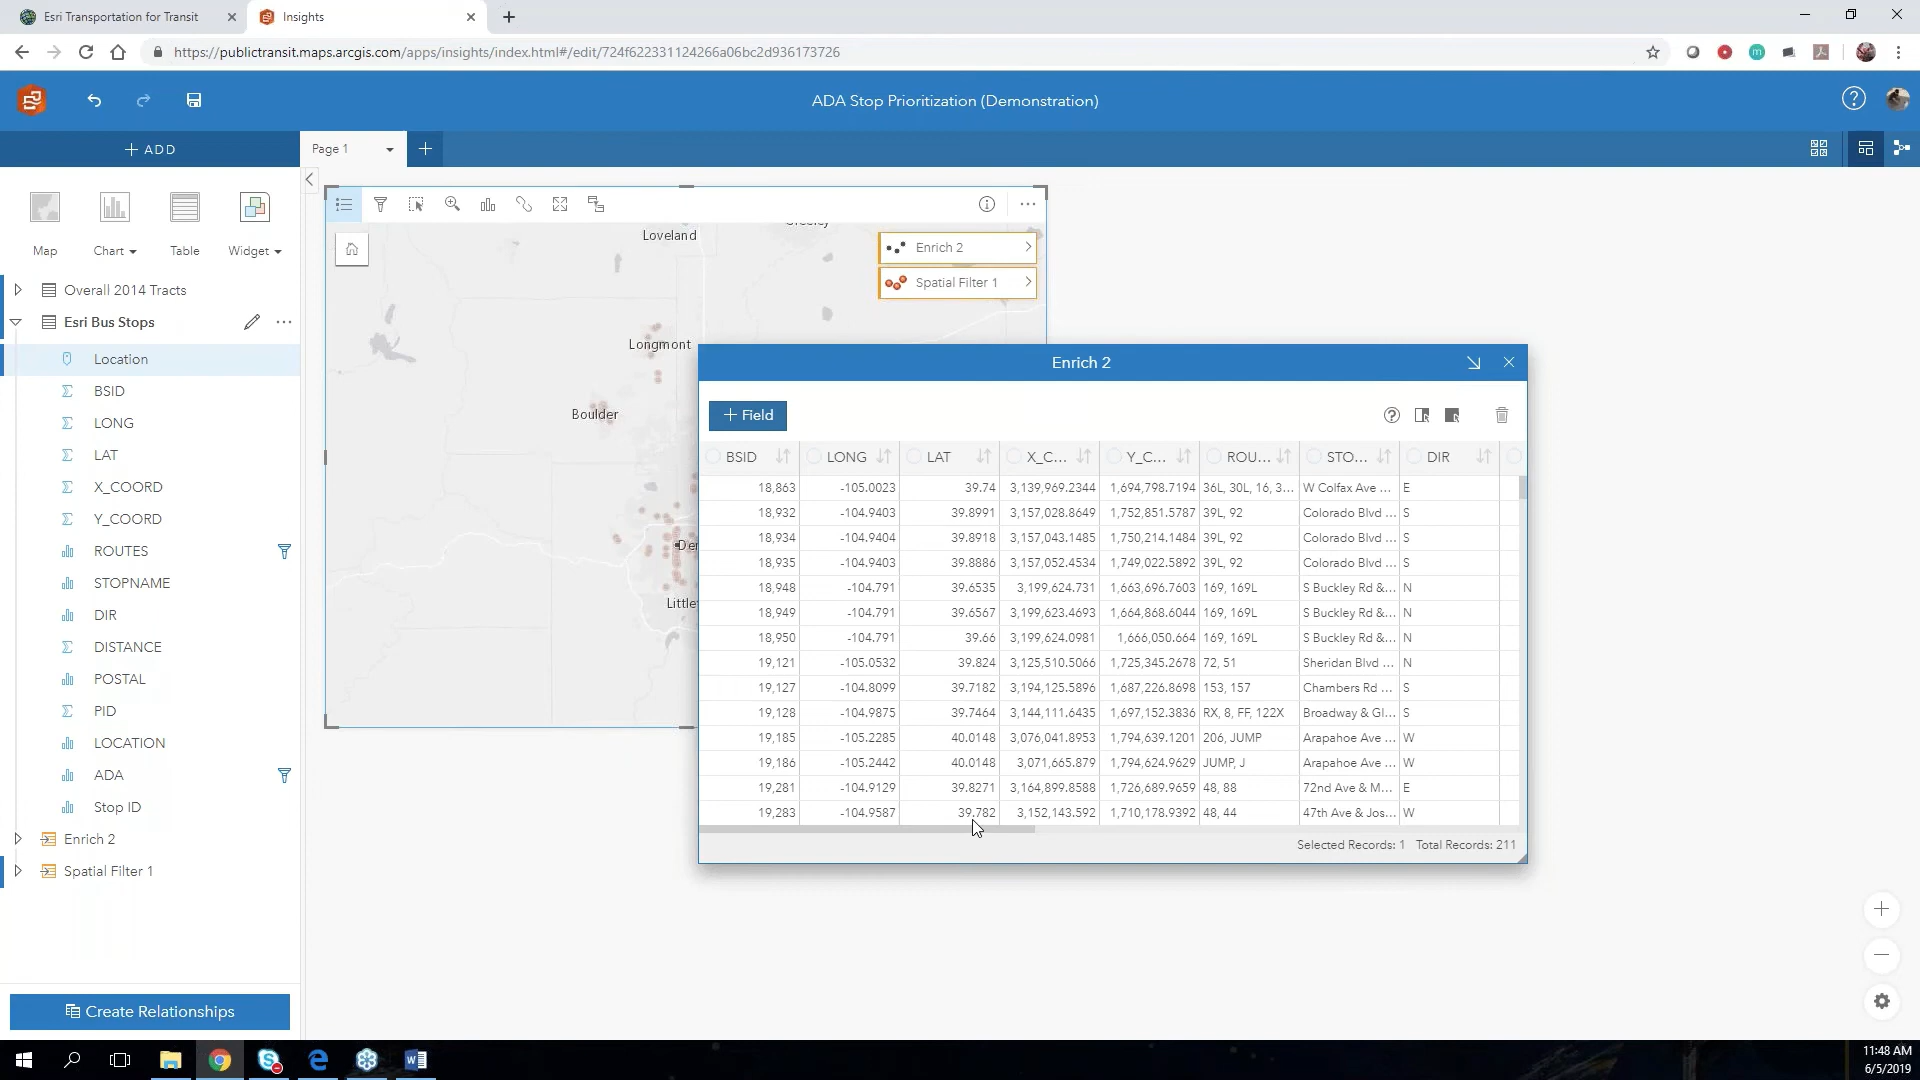 Esri Transportation for Transit
Insights
https://publictransit.maps.arcgis.com/apps/insights/index.html#/edit/724f622331124266a06bc2d936173726
ADA Stop Prioritization (Demonstration)
+ ADD
Page 1
Map Chart Table Widget
Overall 2014 Tracts
Esri Bus Stops
Location
BSID
LONG
LAT
X_COORD
Y_COORD
ROUTES
STOPNAME
DIR
DISTANCE
POSTAL
PID
LOCATION
ADA
Stop ID
Enrich 2
Spatial Filter 1
Create Relationships
Loveland
Greeley
Longmont
Boulder
Den
Little
Enrich 2
Spatial Filter 1
Enrich 2
+ Field
BSID LONG LAT X_C... Y_C... ROU... STO... DIR
18,863 -105.0023 39.74 3,139,969.2344 1,694,798.7194 36L, 30L, 16, 3... W Colfax Ave ... E
18,932 -104.9403 39.8991 3,157,028.8649 1,752,851.5787 39L, 92 Colorado Blvd ... S
18,934 -104.9404 39.8918 3,157,043.1485 1,750,214.1484 39L, 92 Colorado Blvd ... S
18,935 -104.9403 39.8886 3,157,052.4534 1,749,022.5892 39L, 92 Colorado Blvd ... S
18,948 -104.791 39.6535 3,199,624.731 1,663,696.7603 169, 169L S Buckley Rd &... N
18,949 -104.791 39.6567 3,199,623.4693 1,664,868.6044 169, 169L S Buckley Rd &... N
18,950 -104.791 39.66 3,199,624.0981 1,666,050.664 169, 169L S Buckley Rd &... N
19,121 -105.0532 39.824 3,125,510.5066 1,725,345.2678 72, 51 Sheridan Blvd ... N
19,127 -104.8099 39.7182 3,194,125.5896 1,687,226.8698 153, 157 Chambers Rd ... S
19,128 -104.9875 39.7464 3,144,111.6435 1,697,152.3836 RX, 8, FF, 122X Broadway & Gl... S
19,185 -105.2285 40.0148 3,076,041.8953 1,794,639.1201 206, JUMP Arapahoe Ave ... W
19,186 -105.2442 40.0148 3,071,665.879 1,794,624.9629 JUMP, J Arapahoe Ave ... W
19,281 -104.9129 39.8271 3,164,899.8588 1,726,689.9659 48, 88 72nd Ave & M... E
19,283 -104.9587 39.782 3,152,143.592 1,710,178.9392 48, 44 47th Ave & Jos... W
Selected Records: 1 Total Records: 211
11:48 AM
6/5/2019